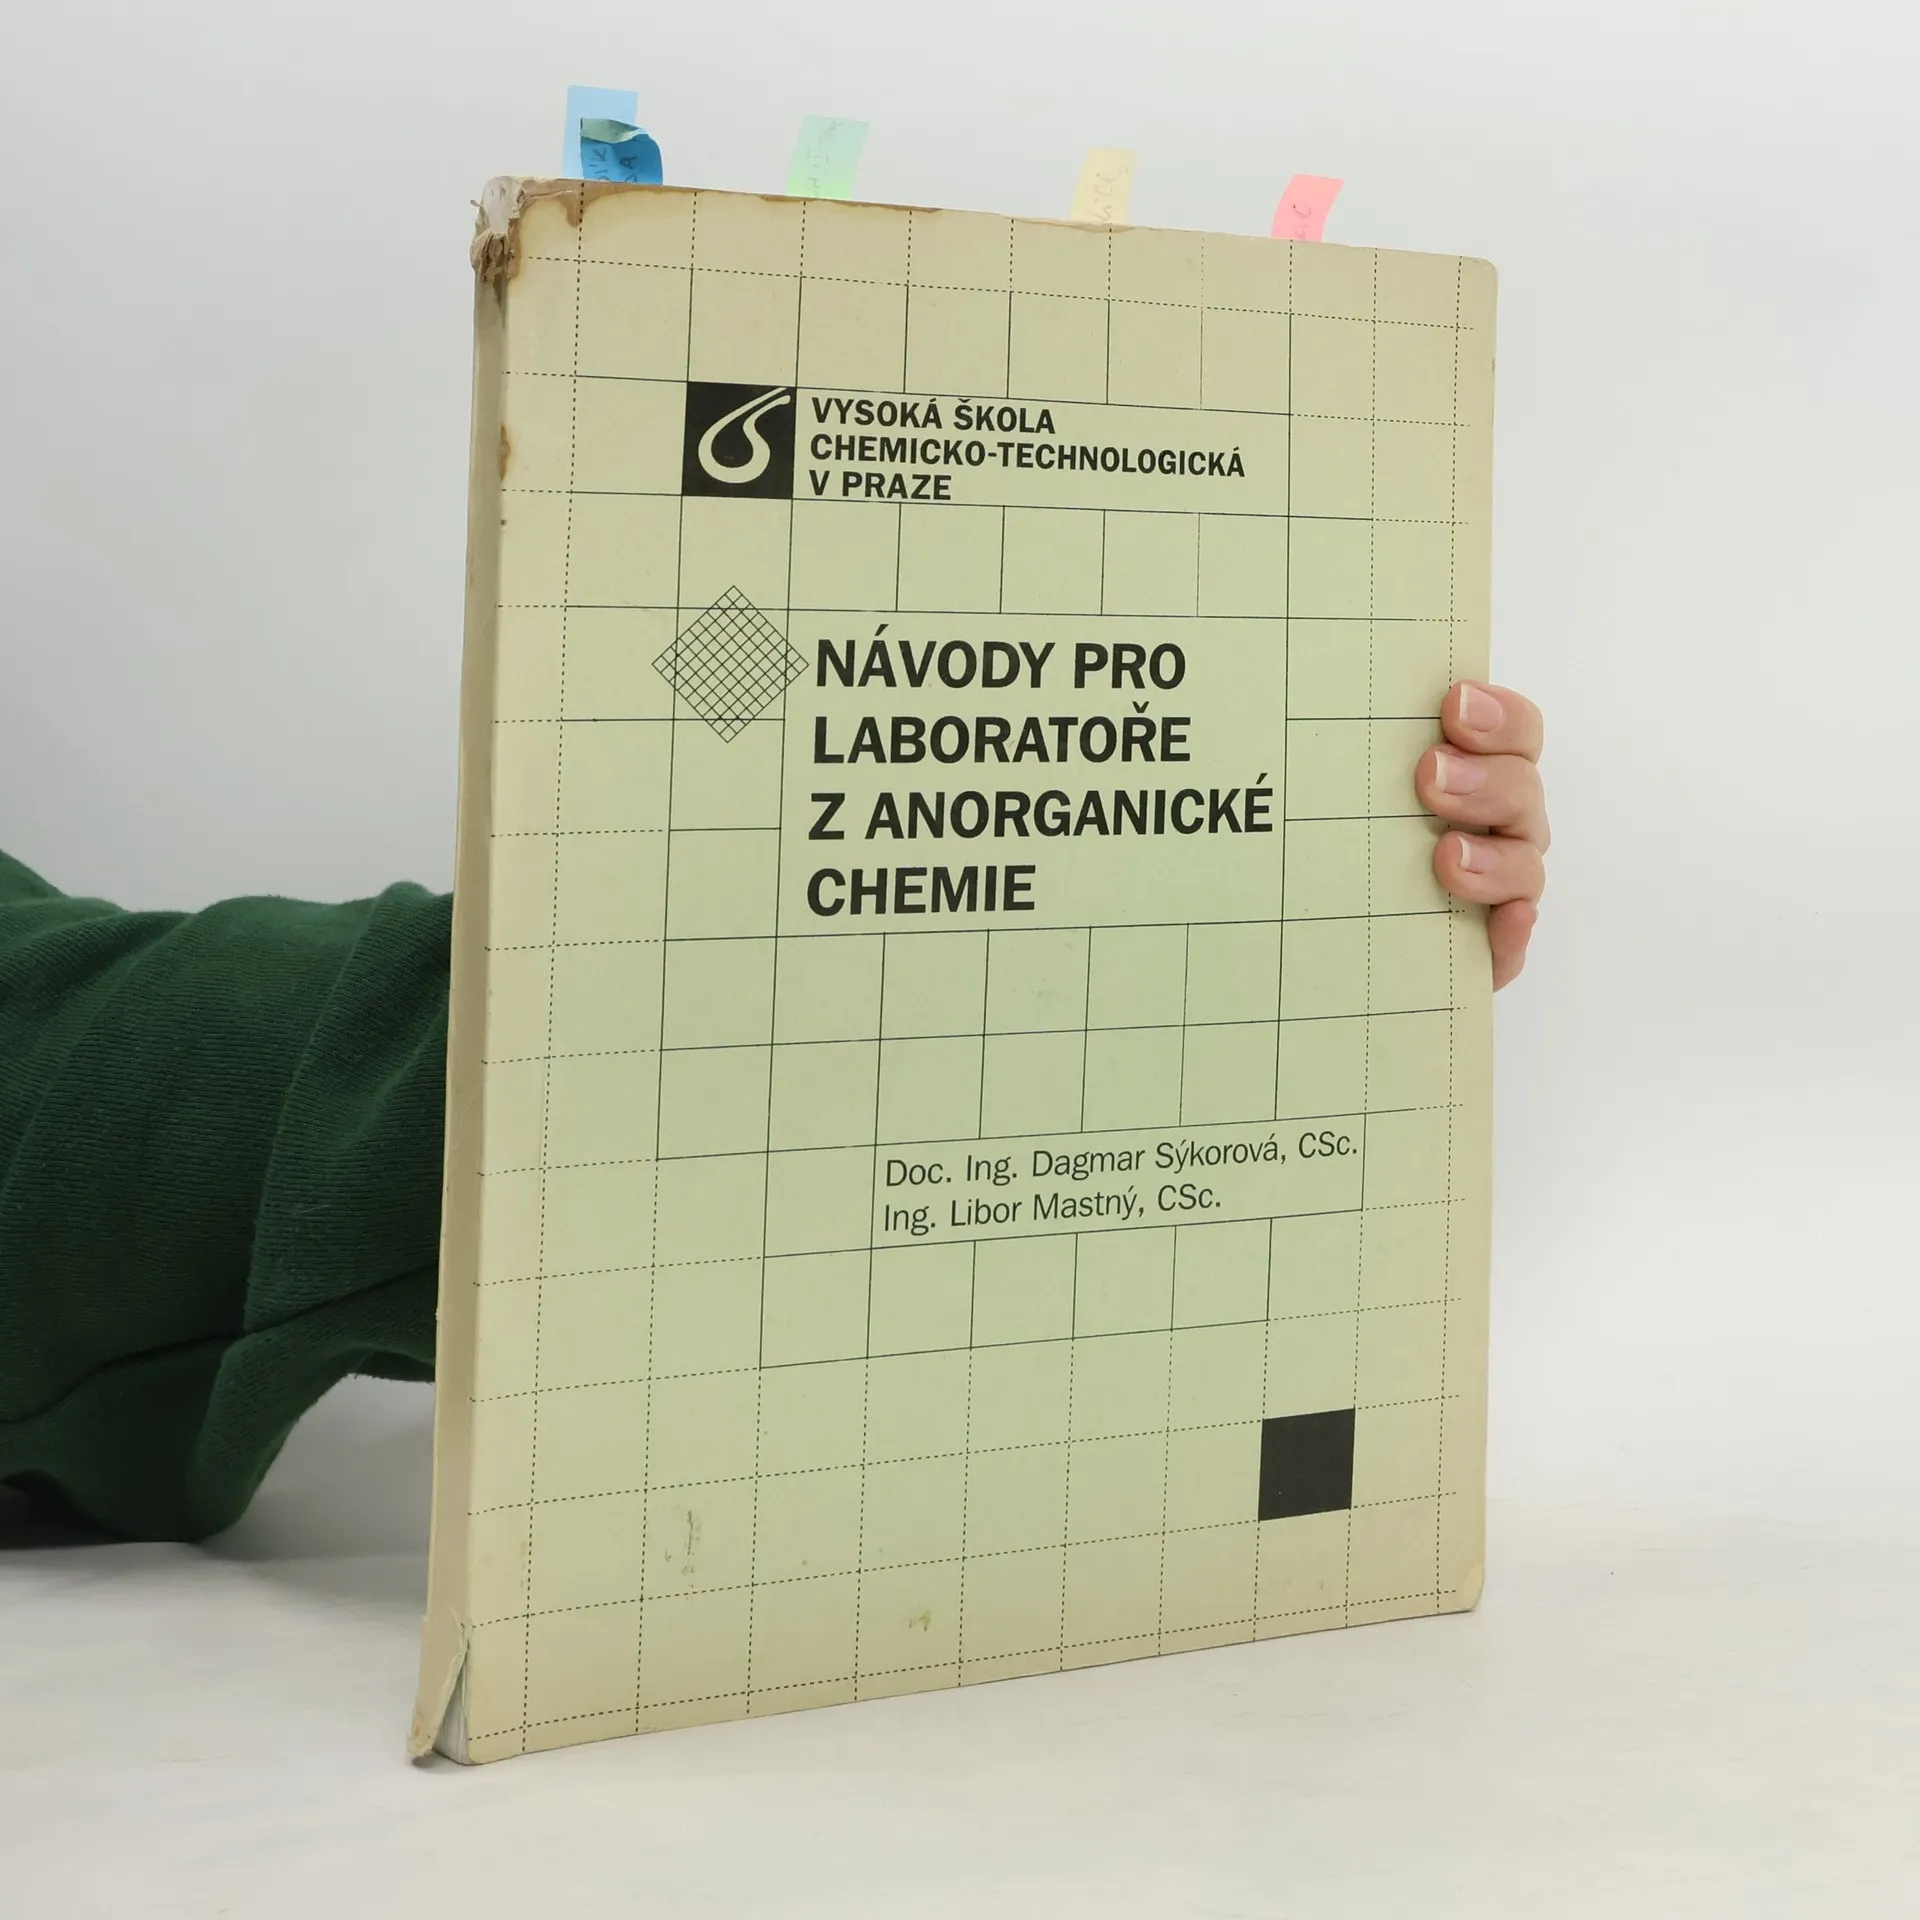 VYSOKÁ ŠKOLA
CHEMICKO-TECHNOLOGICKÁ
V PRAZE
NÁVODY PRO
LABORATOŘE
Z ANORGANICKÉ
CHEMIE
Doc. Ing. Dagmar Sýkorová, CSc.
Ing. Libor Mastný, CSc.